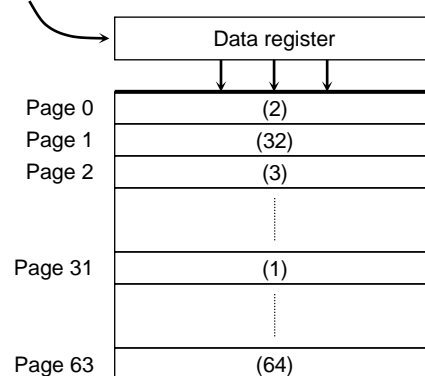 Data register
Page 0 (2)
Page 1 (32)
Page 2 (3)
Page 31 (1)
Page 63 (64)